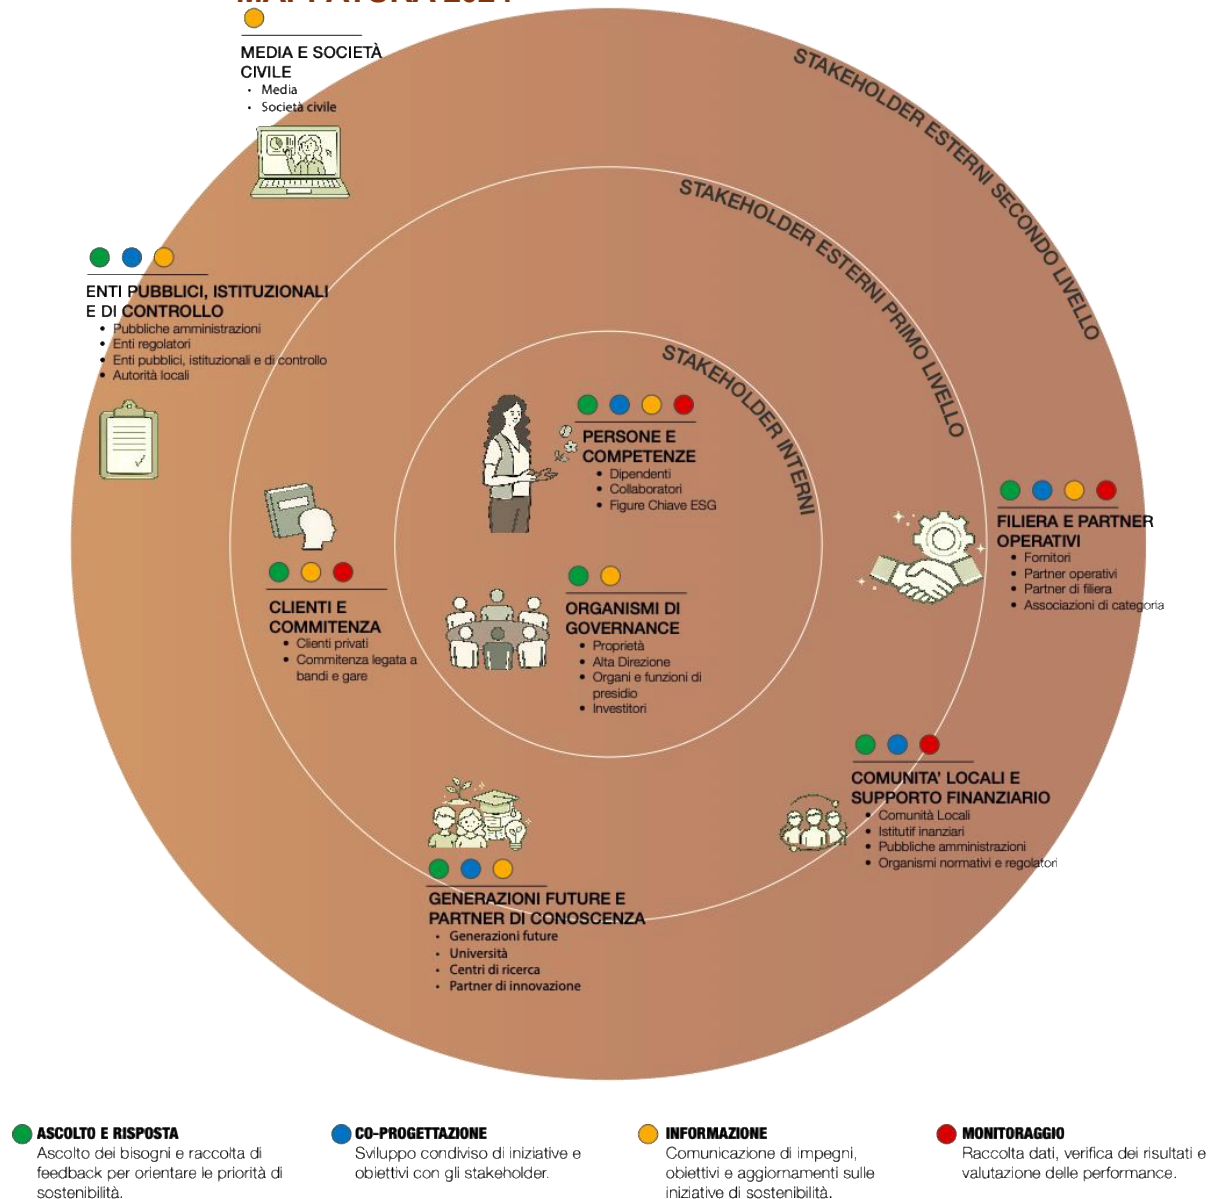 MAPPATURA 2024
MEDIA E SOCIETÀ
CIVILE
• Media
• Società civile
STAKEHOLDER ESTERNI SECONDO LIVELLO
STAKEHOLDER ESTERNI PRIMO LIVELLO
STAKEHOLDER INTERNI
ENTI PUBBLICI, ISTITUZIONALI
E DI CONTROLLO
• Pubbliche amministrazioni
• Enti regolatori
• Enti pubblici, istituzionali e di controllo
• Autorità locali
PERSONE E
COMPETENZE
• Dipendenti
• Collaboratori
• Figure Chiave ESG
FILIERA E PARTNER
OPERATIVI
• Fornitori
• Partner operativi
• Partner di filiera
• Associazioni di categoria
CLIENTI E
COMMITENZA
• Clienti privati
• Commitenza legata a
bandi e gare
ORGANISMI DI
GOVERNANCE
• Proprietà
• Alta Direzione
• Organi e funzioni di
presidio
• Investitori
COMUNITA' LOCALI E
SUPPORTO FINANZIARIO
• Comunità Locali
• Istitutif inanziari
• Pubbliche amministrazioni
• Organismi normativi e regolatori
GENERAZIONI FUTURE E
PARTNER DI CONOSCENZA
• Generazioni future
• Università
• Centri di ricerca
• Partner di innovazione
ASCOLTO E RISPOSTA
Ascolto dei bisogni e raccolta di
feedback per orientare le priorità di
sostenibilità.
CO-PROGETTAZIONE
Sviluppo condiviso di iniziative e
obiettivi con gli stakeholder.
INFORMAZIONE
Comunicazione di impegni,
obiettivi e aggiornamenti sulle
iniziative di sostenibilità.
MONITORAGGIO
Raccolta dati, verifica dei risultati e
valutazione delle performance.